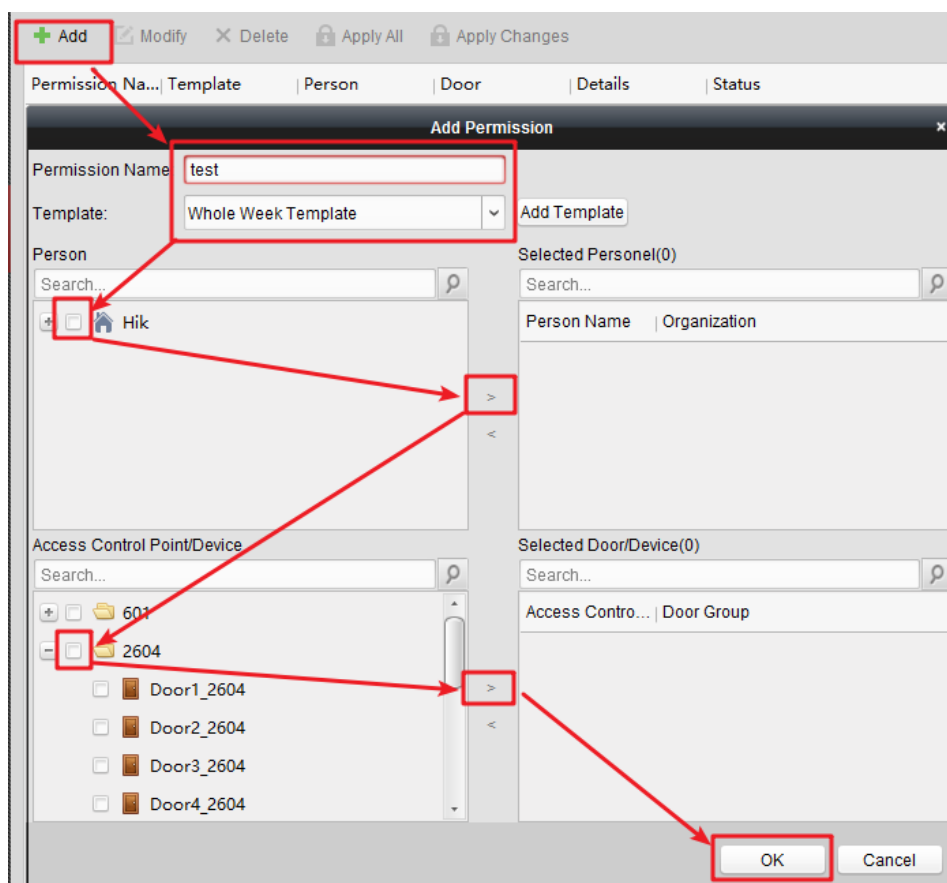 Add Modify Delete Apply All Apply Changes
Permission Na... Template Person Door Details Status
Add Permission
Permission Name test
Template: Whole Week Template Add Template
Person Selected Personel(0)
Search... Search...
Hik Person Name Organization
>
<
Access Control Point/Device Selected Door/Device(0)
Search... Search...
601 Access Contro... Door Group
2604
Door1_2604 >
Door2_2604 <
Door3_2604
Door4_2604
OK Cancel